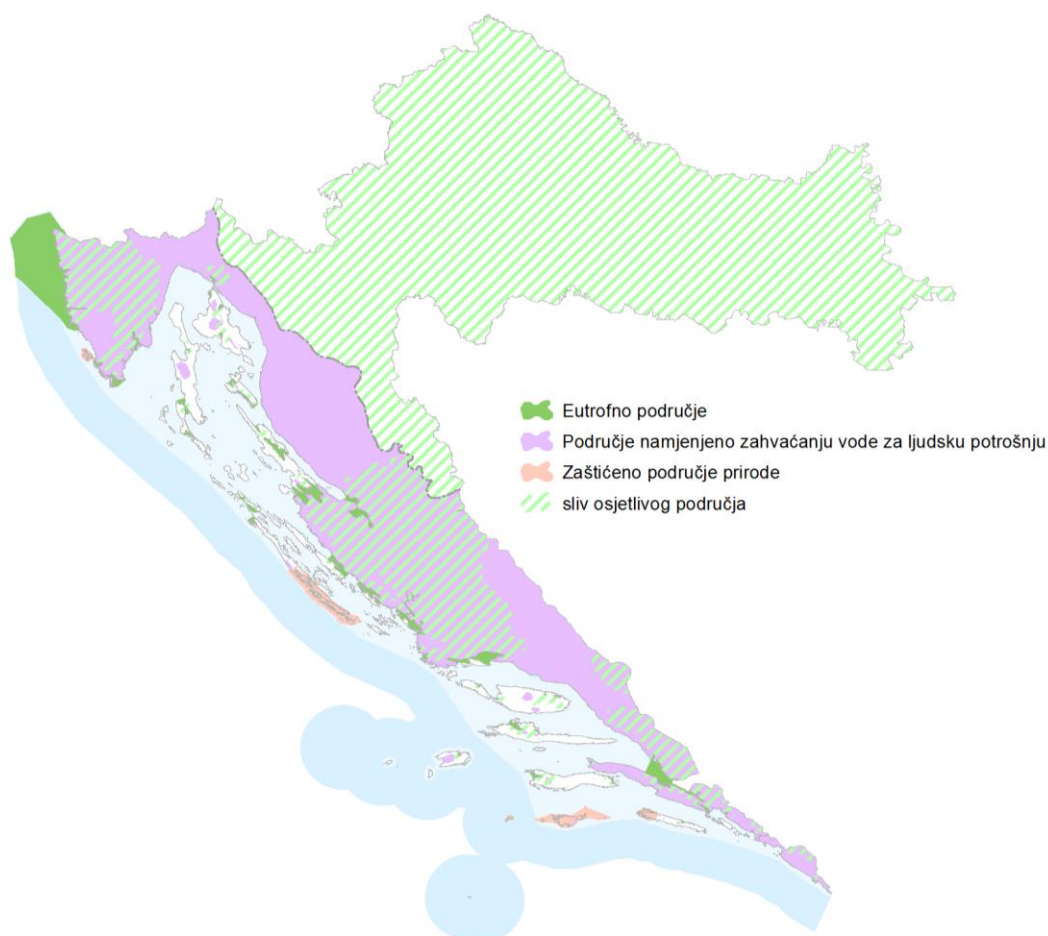 Eutrofno područje
Područje namjenjeno zahvaćanju vode za ljudsku potrošnju
Zaštićeno područje prirode
sliv osjetlivog područja